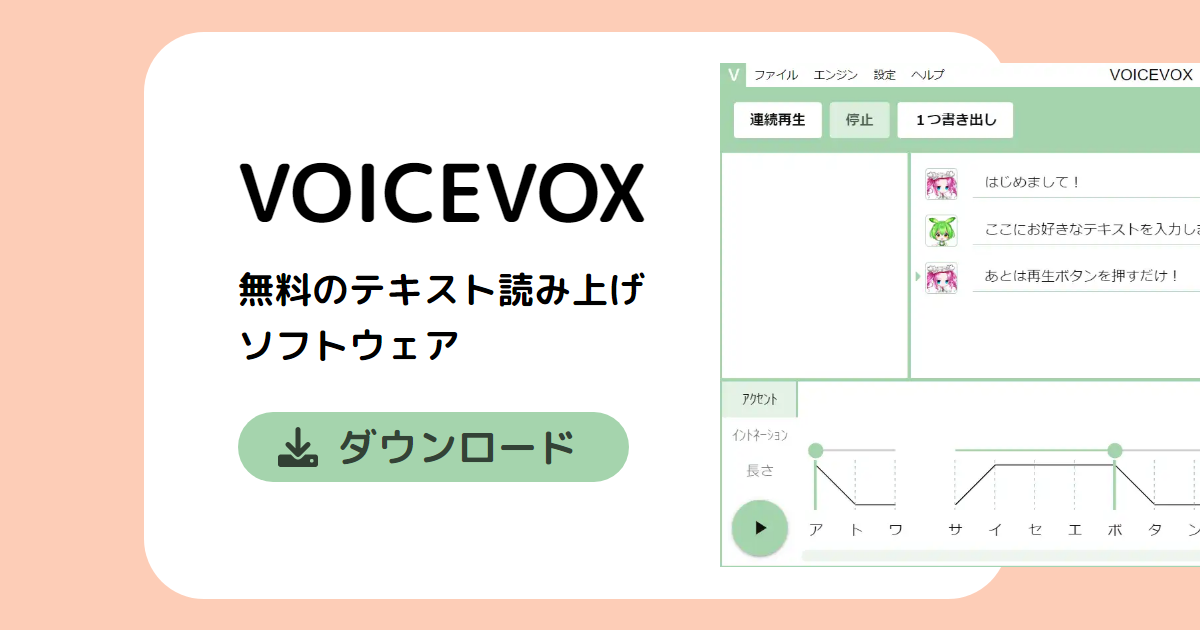 VOICEVOX
無料のテキスト読み上げ
ソフトウェア
ダウンロード
V ファイル エンジン 設定 ヘルプ VOICEVOX
連続再生 停止 1つ書き出し
はじめまして！
ここにお好きなテキストを入力しま
あとは再生ボタンを押すだけ！
アクセント
イントネーション
長さ
ア ト ワ サ イ セ エ ボ タ ン